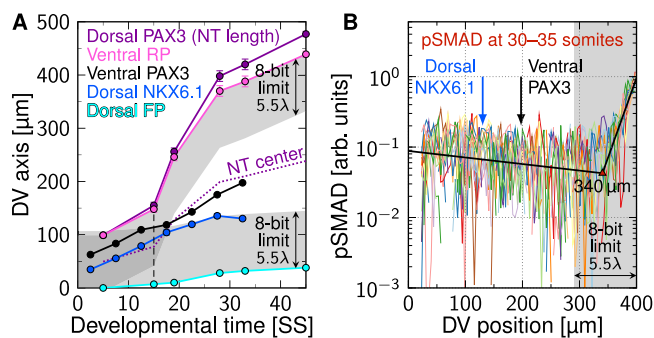 A
Dorsal PAX3 (NT length)
Ventral RP
Ventral PAX3
Dorsal NKX6.1
Dorsal FP
8-bit
limit
5.5λ
NT center
8-bit
limit
5.5λ
DV axis [μm]
500
400
300
200
100
0
0 10 20 30 40
Developmental time [SS]
B
pSMAD at 30–35 somites
Dorsal
NKX6.1
Ventral
PAX3
340 μm
8-bit
limit
5.5λ
pSMAD [arb. units]
10⁰
10⁻¹
10⁻²
10⁻³
0 100 200 300 400
DV position [μm]